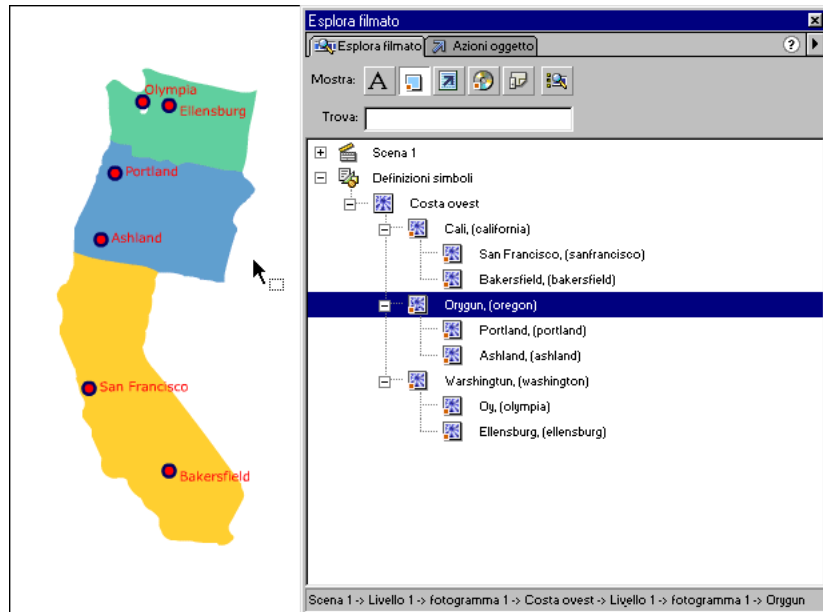 Olympia
Ellensburg
Portland
Ashland
San Francisco
Bakersfield
Esplora filmato
Esplora filmato Azioni oggetto ?
Mostra: A
Trova:
Scena 1
Definizioni simboli
Costa ovest
Cali, (california)
San Francisco, (sanfrancisco)
Bakersfield, (bakersfield)
Orygun, (oregon)
Portland, (portland)
Ashland, (ashland)
Warshingtun, (washington)
Oy, (olympia)
Ellensburg, (ellensburg)
Scena 1 -> Livello 1 -> fotogramma 1 -> Costa ovest -> Livello 1 -> fotogramma 1 -> Orygun